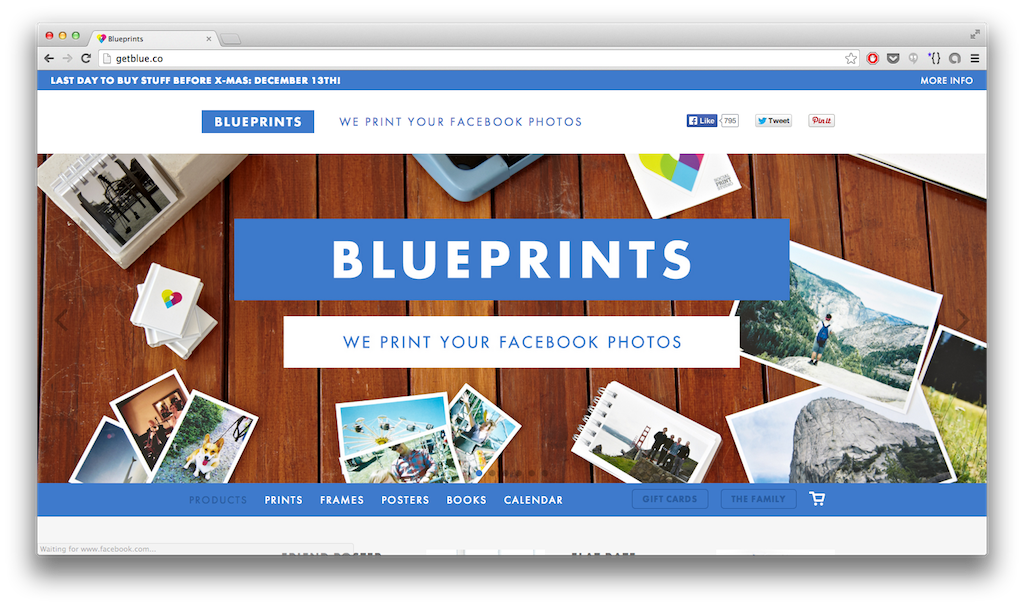 Blueprints
getblue.co
LAST DAY TO BUY STUFF BEFORE X-MAS: DECEMBER 13TH!
MORE INFO
BLUEPRINTS
WE PRINT YOUR FACEBOOK PHOTOS
Like 795
Tweet
Pin it
BLUEPRINTS
WE PRINT YOUR FACEBOOK PHOTOS
PRODUCTS PRINTS FRAMES POSTERS BOOKS CALENDAR
GIFT CARDS THE FAMILY
Waiting for www.facebook.com...